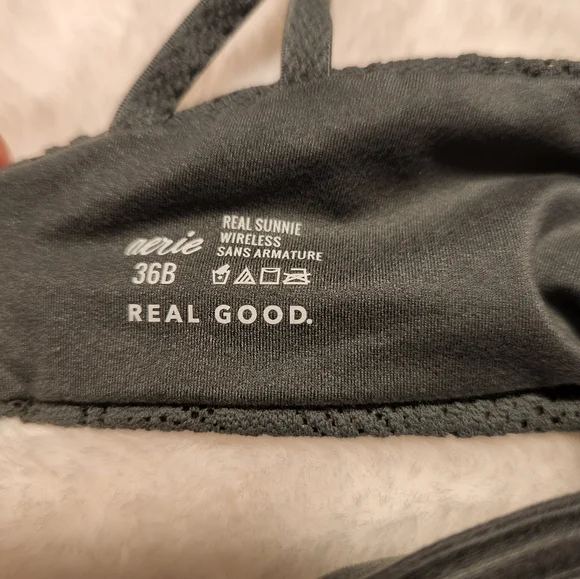 aerie
REAL SUNNIE
WIRELESS
SANS ARMATURE
36B
REAL GOOD.